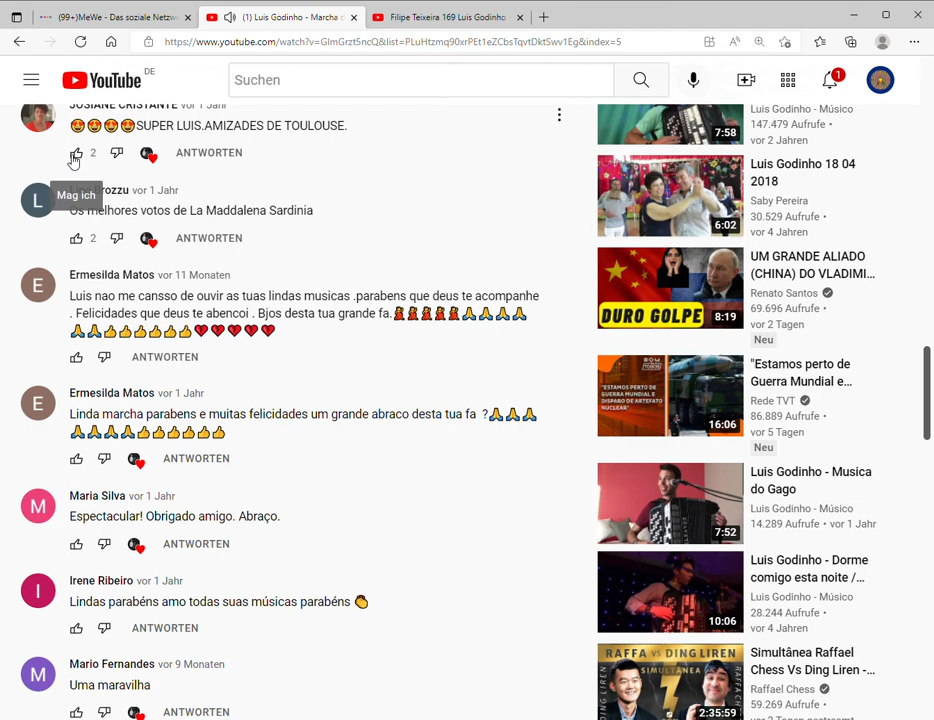 (99+)MeWe - Das soziale Netzw
(1) Luis Godinho - Marcha d
Filipe Teixeira 169 Luis Godinho
https://www.youtube.com/watch?v=GlmGrzt5ncQ&list=PLuHtzmq90xrPEt1eZCbsTqvtDktSwv1Eg&index=5
YouTube DE
Suchen
1
JOSIANE CRISTANTE vor 1 Jahr
😍😍😍😍SUPER LUIS.AMIZADES DE TOULOUSE.
2 ANTWORTEN
Mag ich
Brozzu vor 1 Jahr
L
Os melhores votos de La Maddalena Sardinia
2 ANTWORTEN
Ermesilda Matos vor 11 Monaten
E
Luis nao me cansso de ouvir as tuas lindas musicas .parabens que deus te acompanhe
. Felicidades que deus te abencoi . Bjos desta tua grande fa.💃💃💃💃💃🙏🙏🙏🙏
🙏🙏👍👍👍👍👍👍💔💔💔💔💔
ANTWORTEN
Ermesilda Matos vor 1 Jahr
E
Linda marcha parabens e muitas felicidades um grande abraco desta tua fa ?🙏🙏🙏
🙏🙏🙏🙏👍👍👍👍👍👍
ANTWORTEN
Maria Silva vor 1 Jahr
M
Espectacular! Obrigado amigo. Abraço.
ANTWORTEN
Irene Ribeiro vor 1 Jahr
I
Lindas parabéns amo todas suas músicas parabéns 👏
ANTWORTEN
Mario Fernandes vor 9 Monaten
M
Uma maravilha
ANTWORTEN
7:58
Luis Godinho - Músico
147.479 Aufrufe •
vor 2 Jahren
6:02
Luis Godinho 18 04
2018
Saby Pereira
30.529 Aufrufe •
vor 4 Jahren
DURO GOLPE
8:19
UM GRANDE ALIADO
(CHINA) DO VLADIMI...
Renato Santos
69.696 Aufrufe •
vor 2 Tagen
Neu
"ESTAMOS PERTO DE
GUERRA MUNDIAL E
DISPARO DE ARTEFATO
NUCLEAR"
16:06
"Estamos perto de
Guerra Mundial e...
Rede TVT
86.889 Aufrufe •
vor 5 Tagen
Neu
7:52
Luis Godinho - Musica
do Gago
Luis Godinho - Músico
14.289 Aufrufe • vor 1 Jahr
10:06
Luis Godinho - Dorme
comigo esta noite /...
Luis Godinho - Músico
28.244 Aufrufe •
vor 4 Jahren
RAFFA VS DING LIREN
SIMULTÂNEA
2:35:59
Simultânea Raffael
Chess Vs Ding Liren -...
Raffael Chess
59.269 Aufrufe •